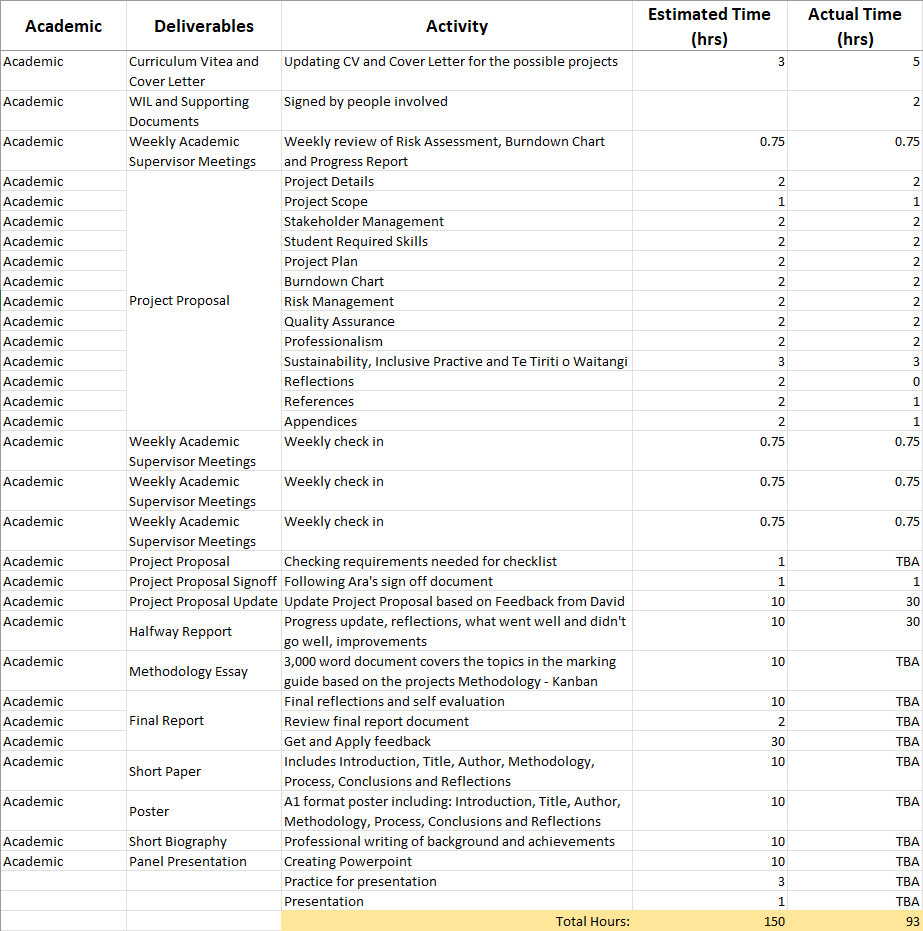 Academic Deliverables Activity Estimated Time (hrs) Actual Time (hrs)
Academic Curriculum Vitea and Updating CV and Cover Letter for the possible projects 3 5
Cover Letter
Academic WIL and Supporting Signed by people involved 2
Documents
Academic Weekly Academic Weekly review of Risk Assessment, Burndown Chart 0.75 0.75
Supervisor Meetings and Progress Report
Academic Project Details 2 2
Academic Project Scope 1 1
Academic Stakeholder Management 2 2
Academic Student Required Skills 2 2
Academic Project Plan 2 2
Academic Burndown Chart 2 2
Academic Project Proposal Risk Management 2 2
Academic Quality Assurance 2 2
Academic Professionalism 2 2
Academic Sustainability, Inclusive Practive and Te Tiriti o Waitangi 3 3
Academic Reflections 2 0
Academic References 2 1
Academic Appendices 2 1
Academic Weekly Academic Weekly check in 0.75 0.75
Supervisor Meetings
Academic Weekly Academic Weekly check in 0.75 0.75
Supervisor Meetings
Academic Weekly Academic Weekly check in 0.75 0.75
Supervisor Meetings
Academic Project Proposal Checking requirements needed for checklist 1 TBA
Academic Project Proposal Signoff Following Ara's sign off document 1 1
Academic Project Proposal Update Update Project Proposal based on Feedback from David 10 30
Academic Halfway Repport Progress update, reflections, what went well and didn't 10 30
go well, improvements
Academic Methodology Essay 3,000 word document covers the topics in the marking 10 TBA
guide based on the projects Methodology - Kanban
Academic Final reflections and self evaluation 10 TBA
Academic Final Report Review final report document 2 TBA
Academic Get and Apply feedback 30 TBA
Academic Short Paper Includes Introduction, Title, Author, Methodology, 10 TBA
Process, Conclusions and Reflections
Academic Poster A1 format poster including: Introduction, Title, Author, 10 TBA
Methodology, Process, Conclusions and Reflections
Academic Short Biography Professional writing of background and achievements 10 TBA
Academic Panel Presentation Creating Powerpoint 10 TBA
Practice for presentation 3 TBA
Presentation 1 TBA
Total Hours: 150 93